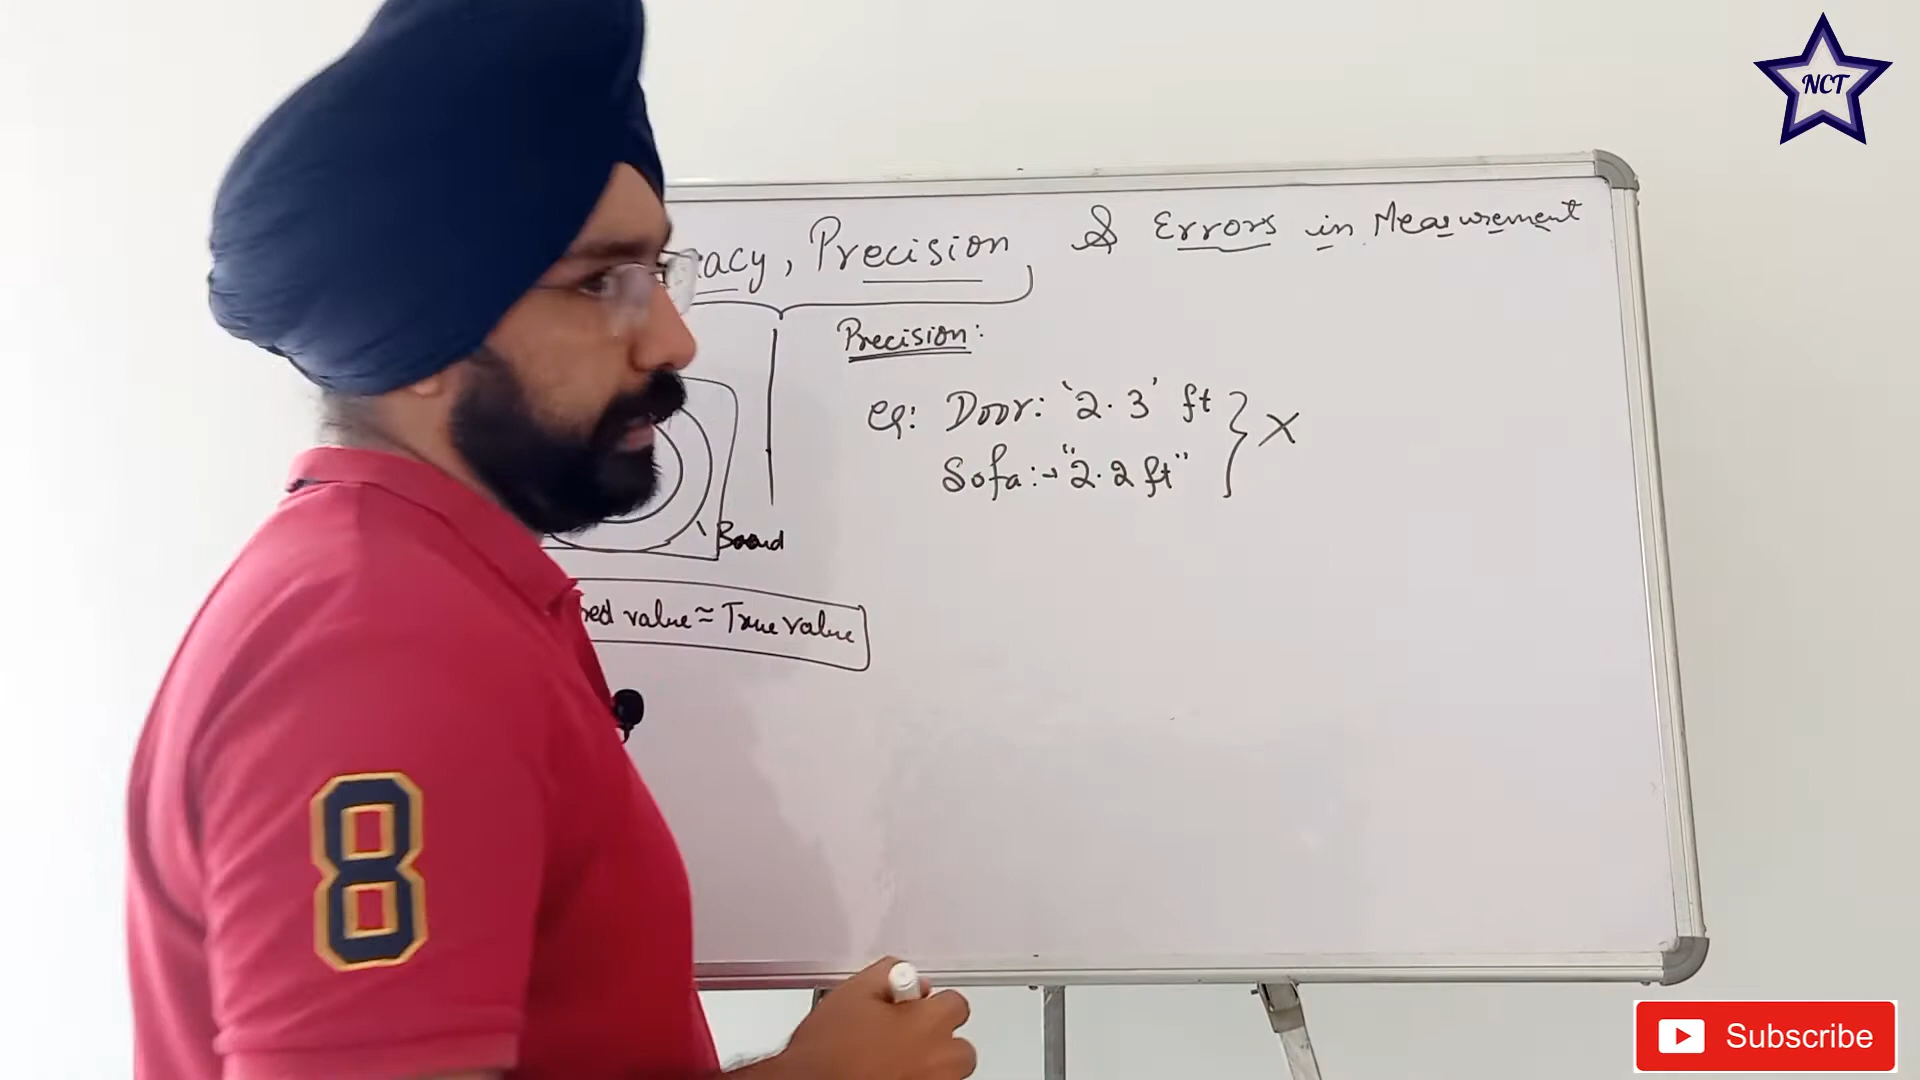 NCT
acy, Precision & Errors in Measurement
Precision:
eg: Door: '2.3' ft } X
Sofa:→ "2.2 ft"
Board
red value ≈ True value
8
Subscribe